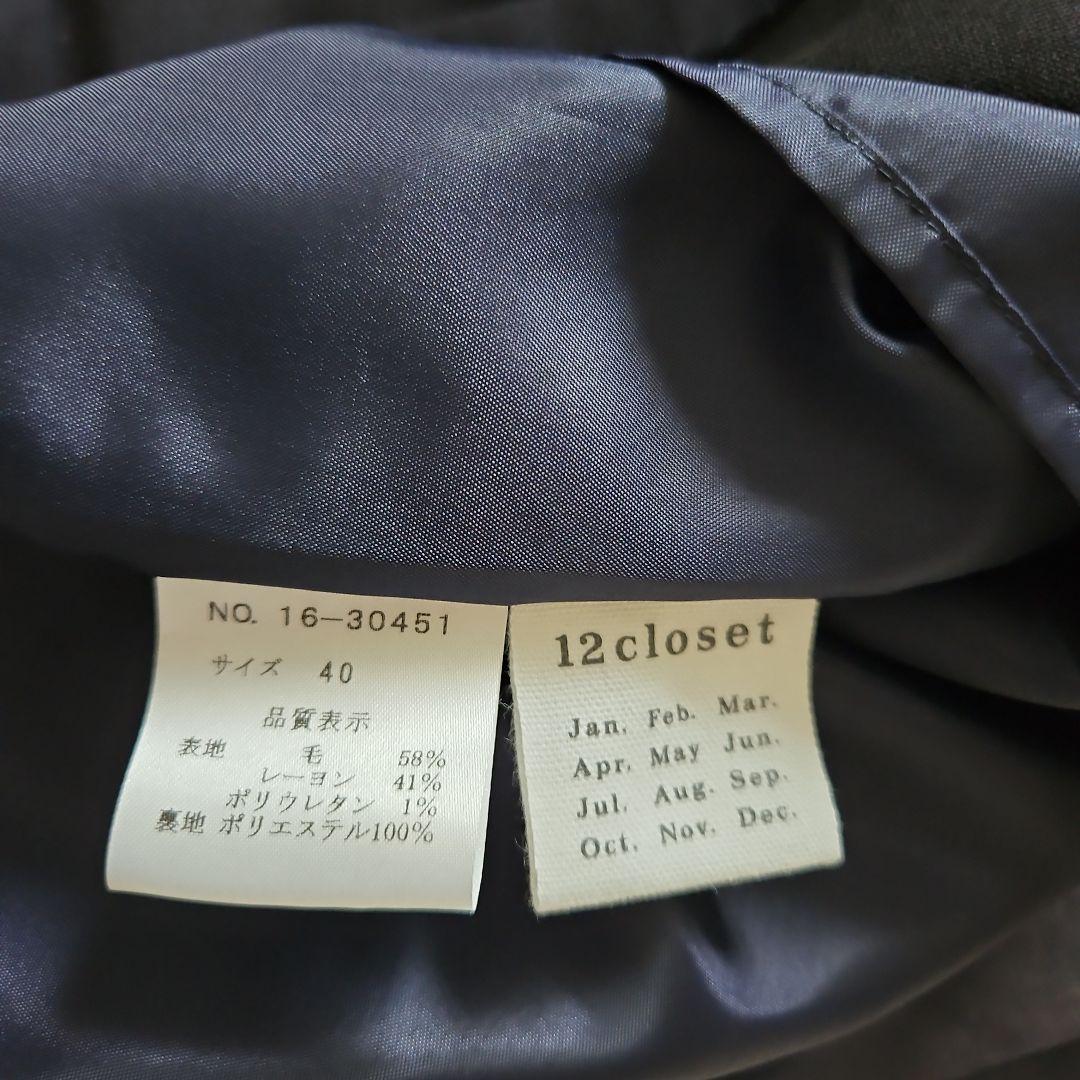 NO. 16-30451
サイズ 40
品質表示
表地 毛 58%
レーヨン 41%
ポリウレタン 1%
裏地 ポリエステル100%
12closet
Jan. Feb. Mar.
Apr. May Jun.
Jul. Aug. Sep.
Oct. Nov. Dec.